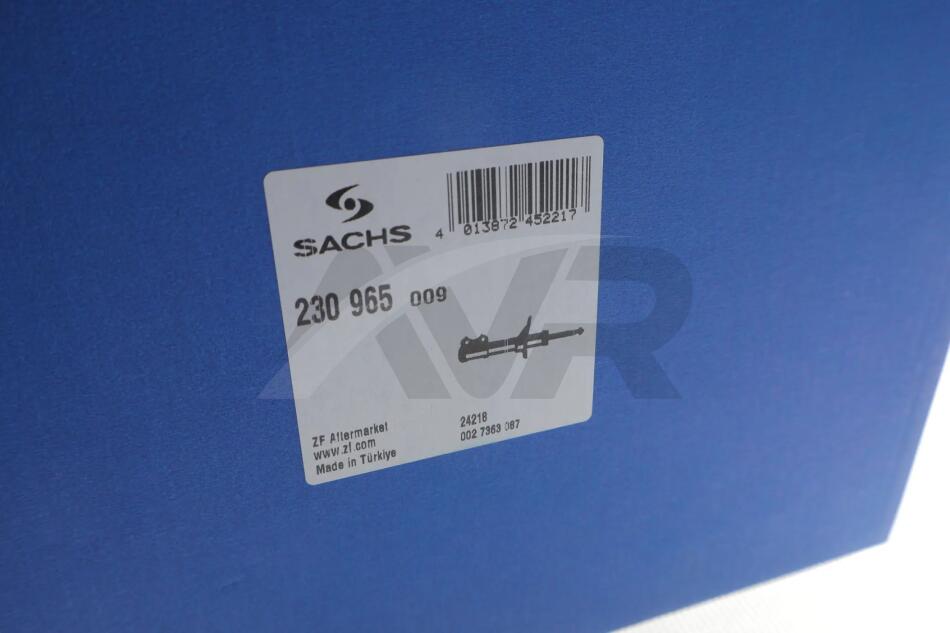 SACHS
4 013872 452217
230 965 009
AVR
ZF Aftermarket
www.zf.com
Made in Türkiye
24218
002 7363 087